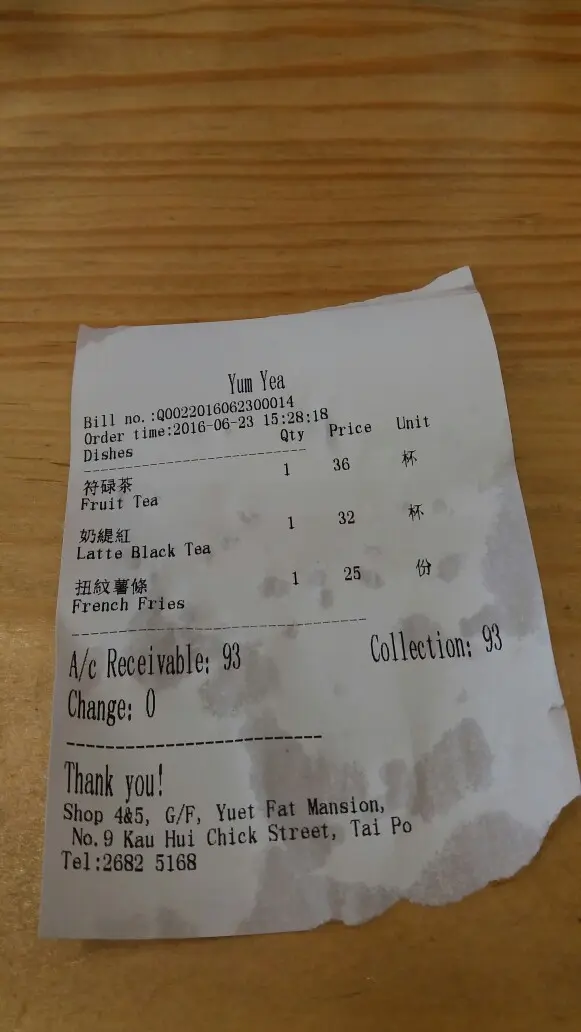 Yum Yea
Bill no.:Q0022016062300014
Order time:2016-06-23 15:28:18
Dishes Qty Price Unit
符碌茶 1 36 杯
Fruit Tea
奶緹紅 1 32 杯
Latte Black Tea
扭紋薯條 1 25 份
French Fries
A/c Receivable: 93 Collection: 93
Change: 0
Thank you!
Shop 4&5, G/F, Yuet Fat Mansion,
No.9 Kau Hui Chick Street, Tai Po
Tel:2682 5168